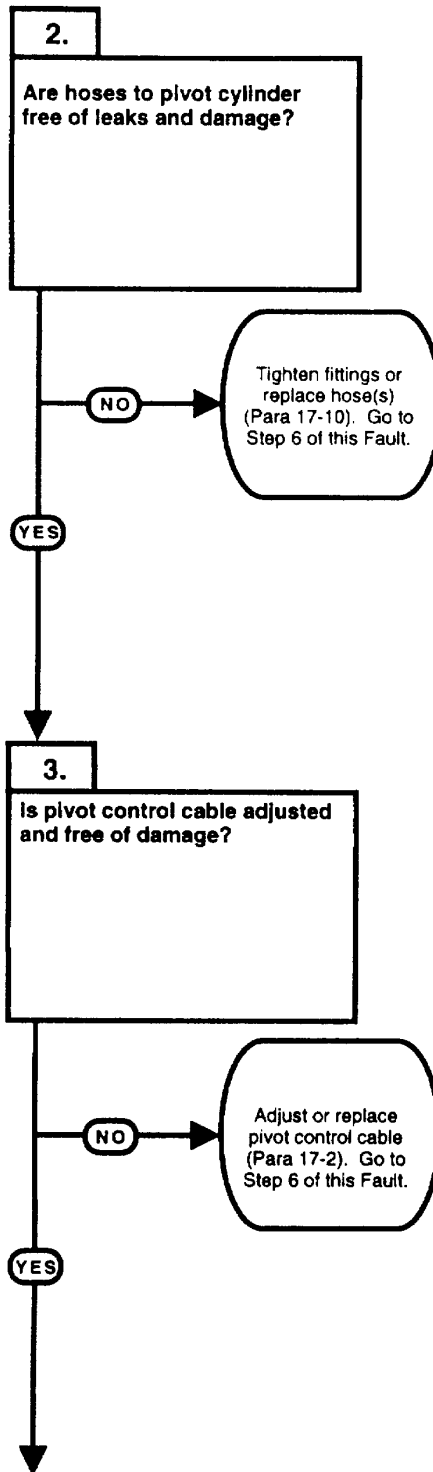 2.
Are hoses to pivot cylinder
free of leaks and damage?
NO
Tighten fittings or
replace hose(s)
(Para 17-10). Go to
Step 6 of this Fault.
YES
3.
Is pivot control cable adjusted
and free of damage?
NO
Adjust or replace
pivot control cable
(Para 17-2). Go to
Step 6 of this Fault.
YES